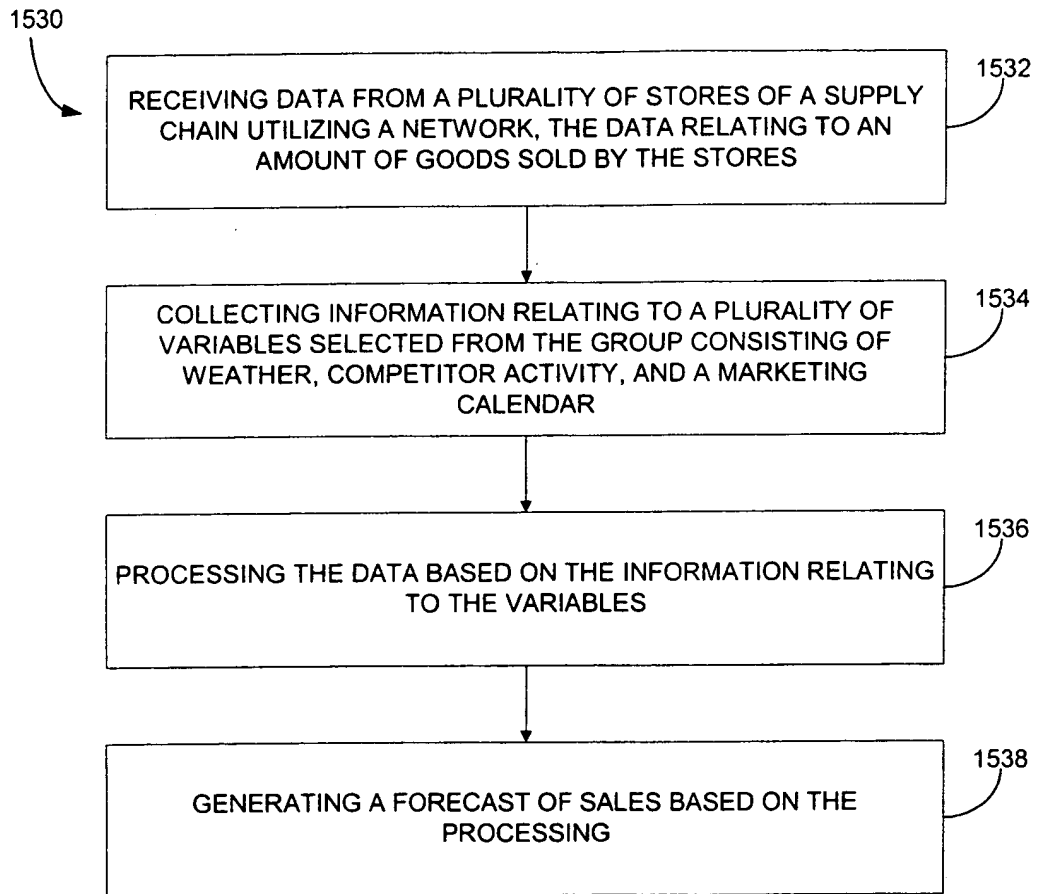 1530
1532
RECEIVING DATA FROM A PLURALITY OF STORES OF A SUPPLY
CHAIN UTILIZING A NETWORK, THE DATA RELATING TO AN
AMOUNT OF GOODS SOLD BY THE STORES
1534
COLLECTING INFORMATION RELATING TO A PLURALITY OF
VARIABLES SELECTED FROM THE GROUP CONSISTING OF
WEATHER, COMPETITOR ACTIVITY, AND A MARKETING
CALENDAR
1536
PROCESSING THE DATA BASED ON THE INFORMATION RELATING
TO THE VARIABLES
1538
GENERATING A FORECAST OF SALES BASED ON THE
PROCESSING